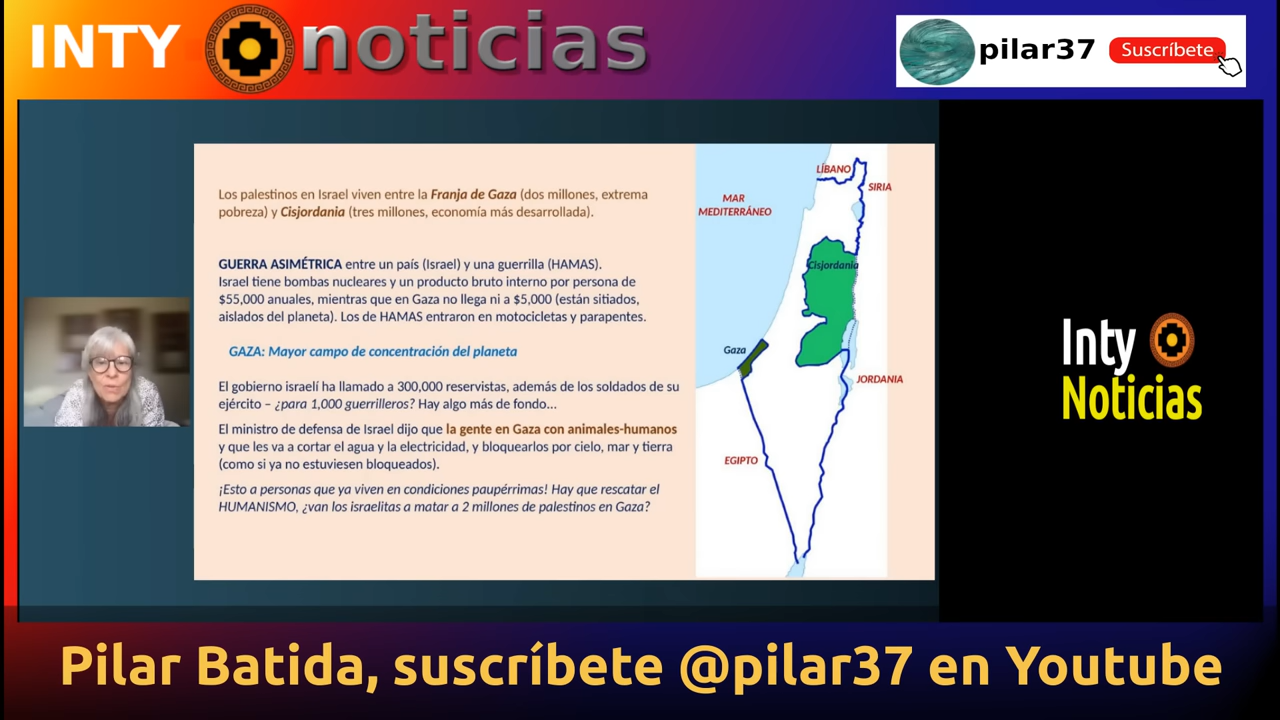 INTY noticias
pilar37 Suscríbete
Los palestinos en Israel viven entre la Franja de Gaza (dos millones, extrema
pobreza) y Cisjordania (tres millones, economía más desarrollada).
GUERRA ASIMÉTRICA entre un país (Israel) y una guerrilla (HAMAS).
Israel tiene bombas nucleares y un producto bruto interno por persona de
$55,000 anuales, mientras que en Gaza no llega ni a $5,000 (están sitiados,
aislados del planeta). Los de HAMAS entraron en motocicletas y parapentes.
GAZA: Mayor campo de concentración del planeta
El gobierno israelí ha llamado a 300,000 reservistas, además de los soldados de su
ejército – ¿para 1,000 guerrilleros? Hay algo más de fondo...
El ministro de defensa de Israel dijo que la gente en Gaza con animales-humanos
y que les va a cortar el agua y la electricidad, y bloquearlos por cielo, mar y tierra
(como si ya no estuviesen bloqueados).
¡Esto a personas que ya viven en condiciones paupérrimas! Hay que rescatar el
HUMANISMO, ¿van los israelitas a matar a 2 millones de palestinos en Gaza?
LÍBANO
SIRIA
MAR
MEDITERRÁNEO
Cisjordania
Gaza
JORDANIA
EGIPTO
Inty
Noticias
Pilar Batida, suscríbete @pilar37 en Youtube